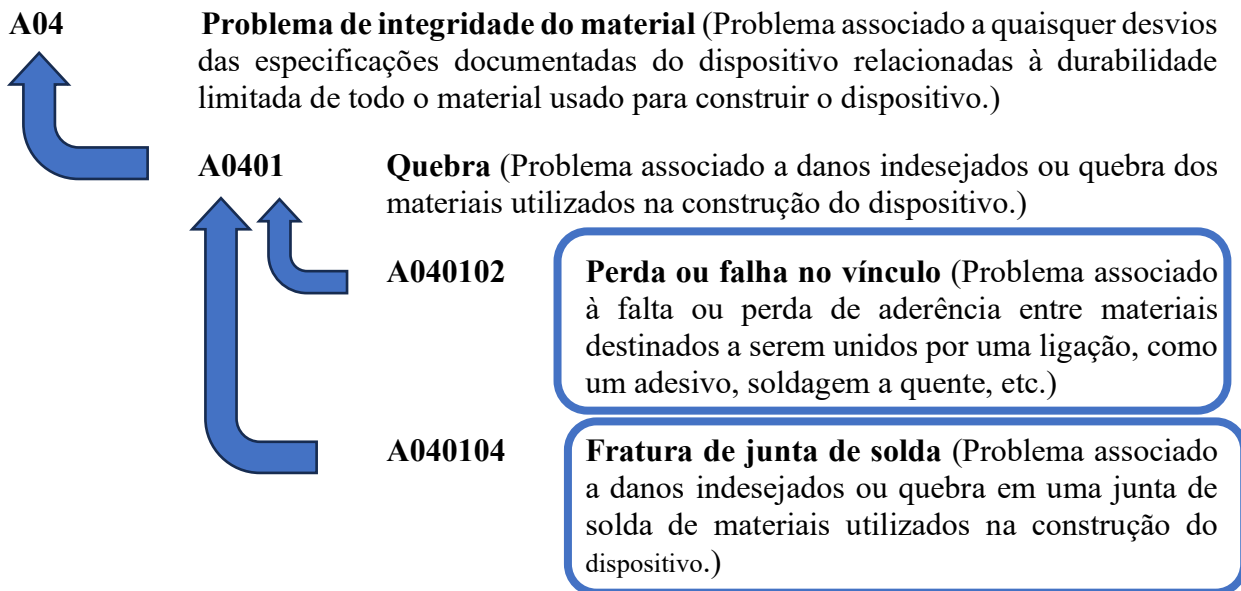 A04 Problema de integridade do material (Problema associado a quaisquer desvios
das especificações documentadas do dispositivo relacionadas à durabilidade
limitada de todo o material usado para construir o dispositivo.)
A0401 Quebra (Problema associado a danos indesejados ou quebra dos
materiais utilizados na construção do dispositivo.)
A040102 Perda ou falha no vínculo (Problema associado
à falta ou perda de aderência entre materiais
destinados a serem unidos por uma ligação, como
um adesivo, soldagem a quente, etc.)
A040104 Fratura de junta de solda (Problema associado
a danos indesejados ou quebra em uma junta de
solda de materiais utilizados na construção do
dispositivo.)